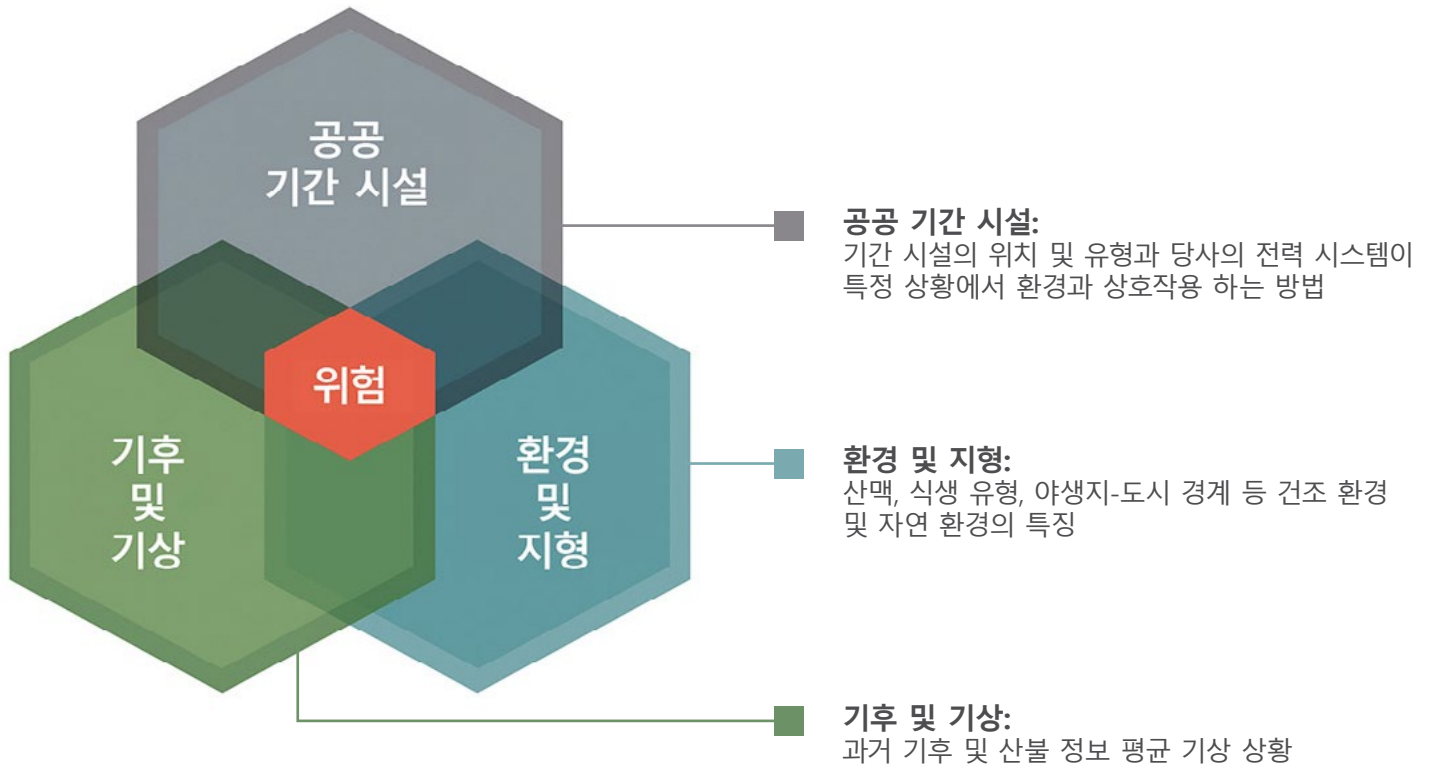 공공
기간 시설
위험
기후
및
기상
환경
및
지형
공공 기간 시설:
기간 시설의 위치 및 유형과 당사의 전력 시스템이
특정 상황에서 환경과 상호작용 하는 방법
환경 및 지형:
산맥, 식생 유형, 야생지-도시 경계 등 건조 환경
및 자연 환경의 특징
기후 및 기상:
과거 기후 및 산불 정보 평균 기상 상황